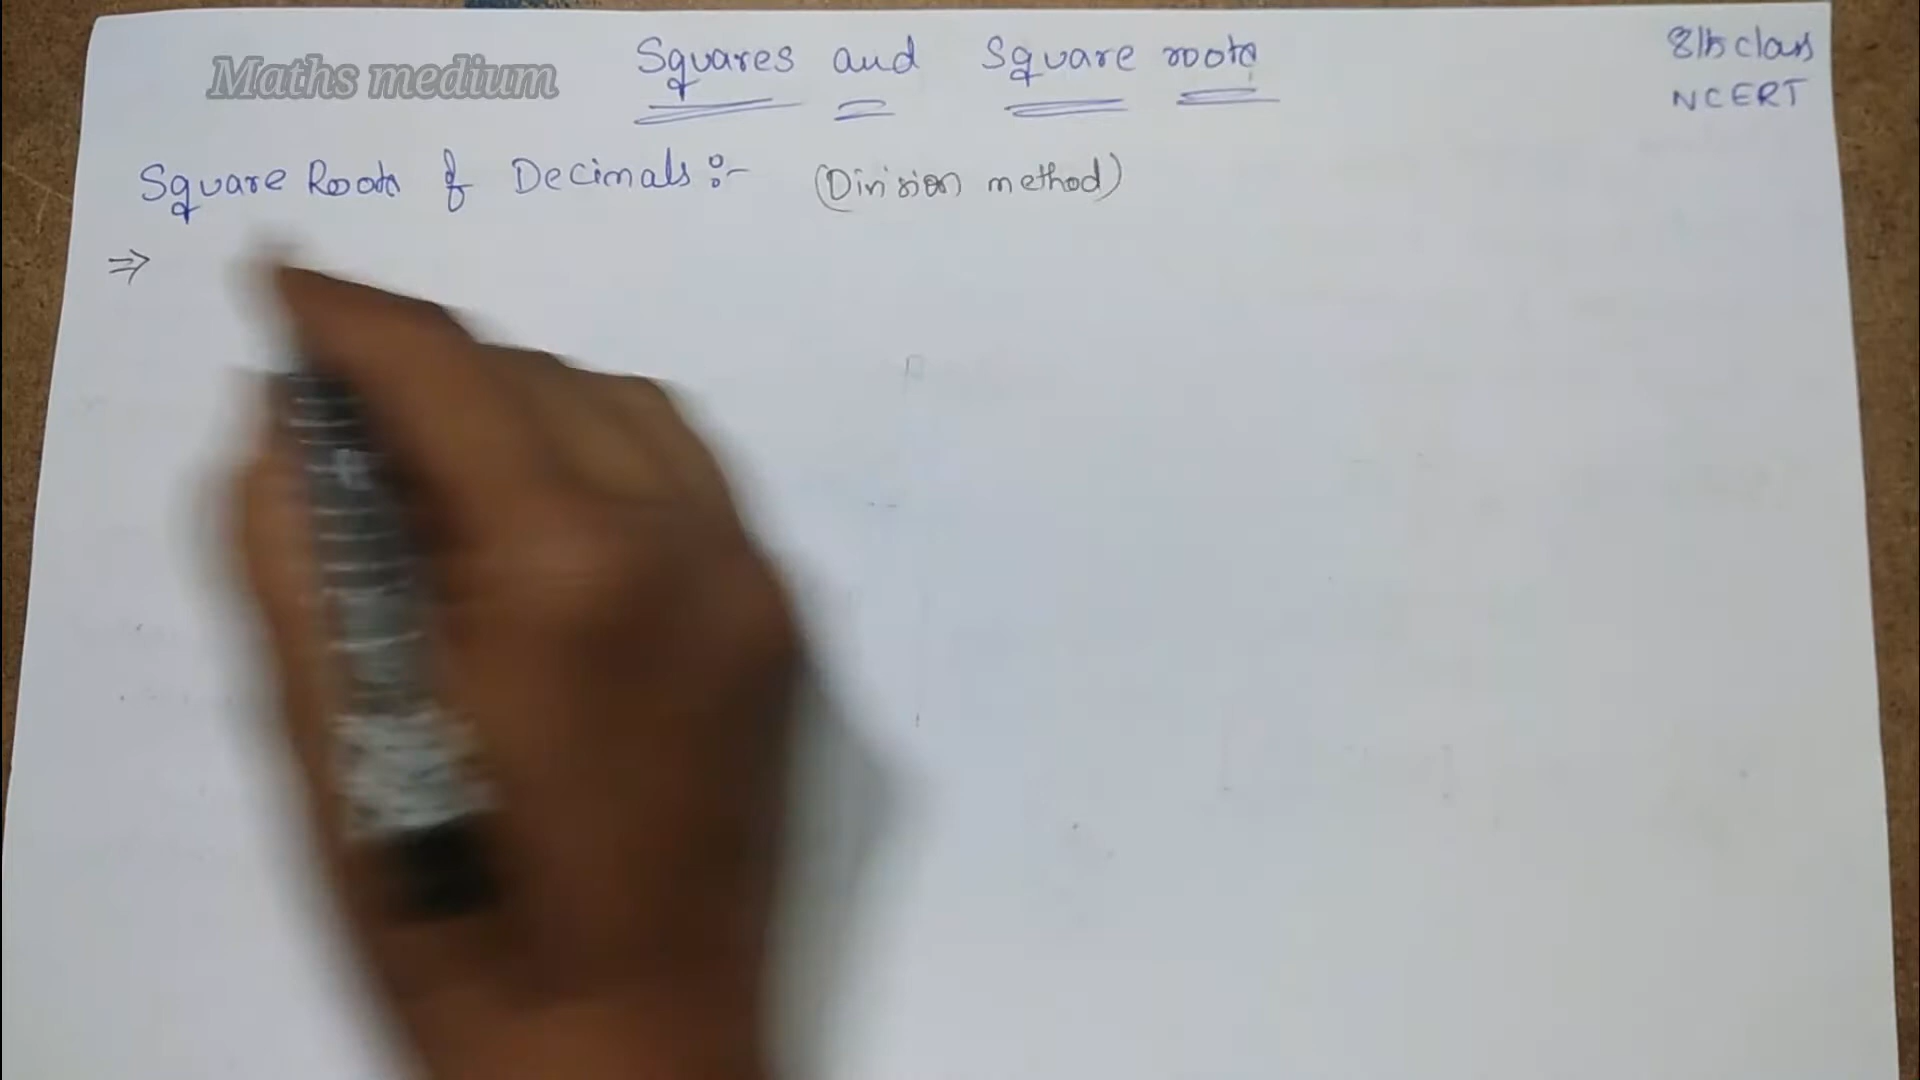 Maths medium
Squares and Square roots
8th class
NCERT
Square Roots of Decimals :- (Division method)
⇒